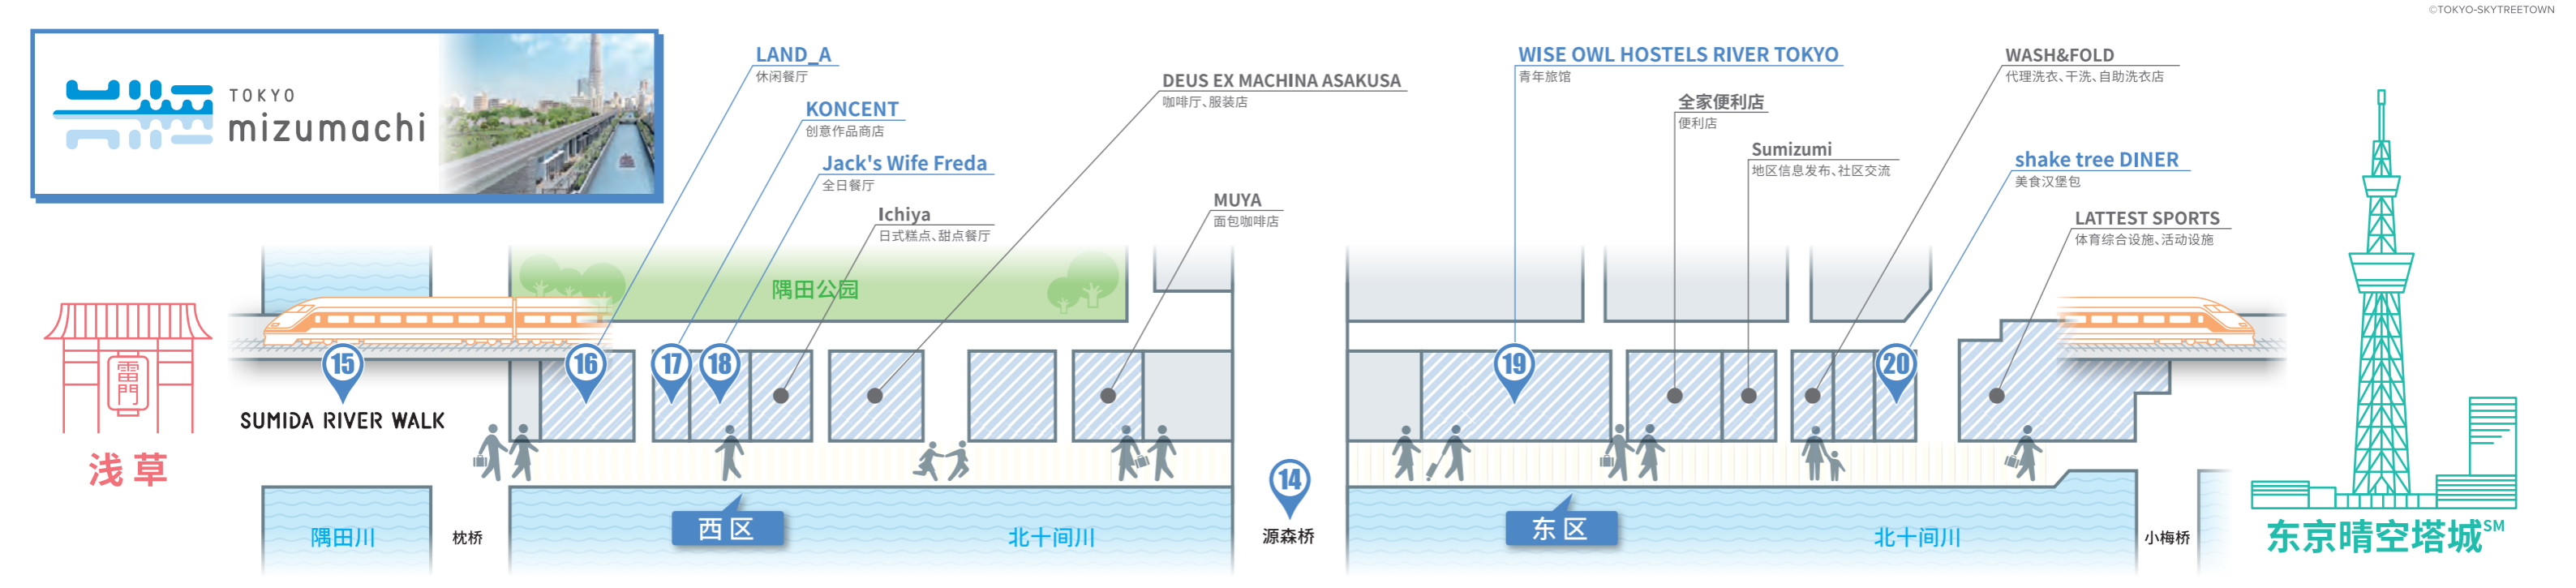 ©TOKYO-SKYTREETOWN
TOKYO
mizumachi
LAND_A
休闲餐厅
KONCENT
创意作品商店
Jack's Wife Freda
全日餐厅
Ichiya
日式糕点、甜点餐厅
DEUS EX MACHINA ASAKUSA
咖啡厅、服装店
MUYA
面包咖啡店
WISE OWL HOSTELS RIVER TOKYO
青年旅馆
全家便利店
便利店
Sumizumi
地区信息发布、社区交流
WASH&FOLD
代理洗衣、干洗、自助洗衣店
shake tree DINER
美食汉堡包
LATTEST SPORTS
体育综合设施、活动设施
隅田公园
雷門
浅草
15
SUMIDA RIVER WALK
16
17
18
19
20
14
源森桥
西区
东区
隅田川
枕桥
北十间川
北十间川
小梅桥
东京晴空塔城SM